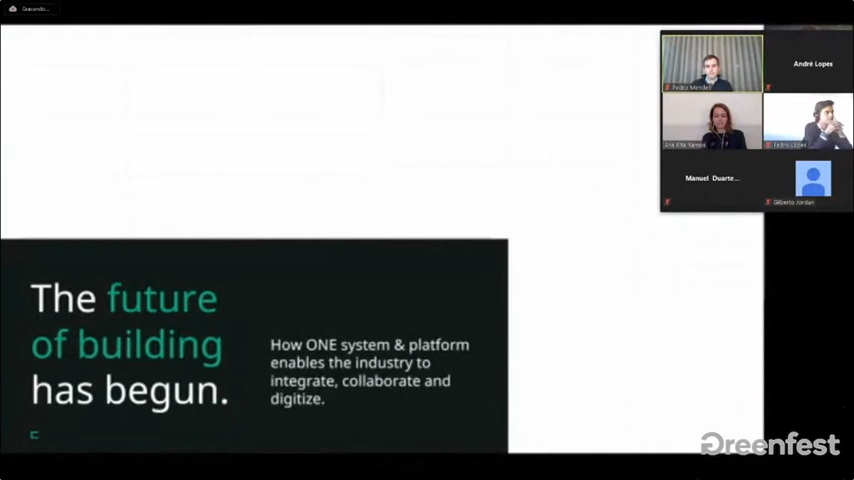 Gravando...
The future
of building
has begun.
How ONE system & platform
enables the industry to
integrate, collaborate and
digitize.
Pedro Mendes
André Lopes
Ana Rita Ramos
Pedro Lopes
Manuel Duarte...
Gilberto Jordan
Greenfest